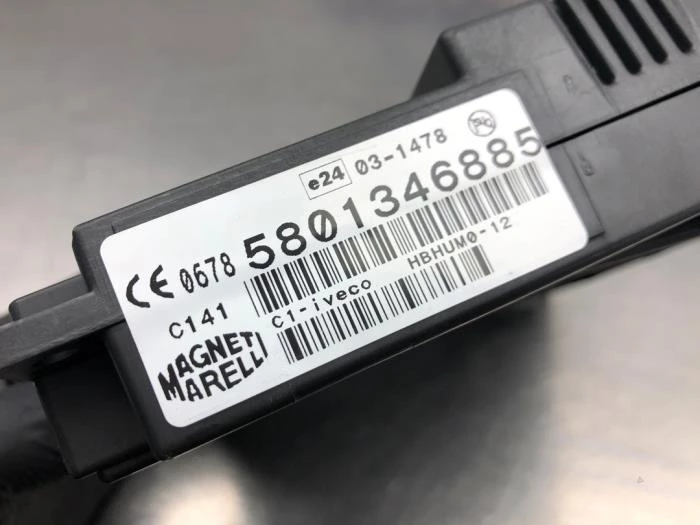 e24 03-1478
CE 0678 5801346885
C141 C1-iveco HBHUM0-12
MAGNETI
MARELLI